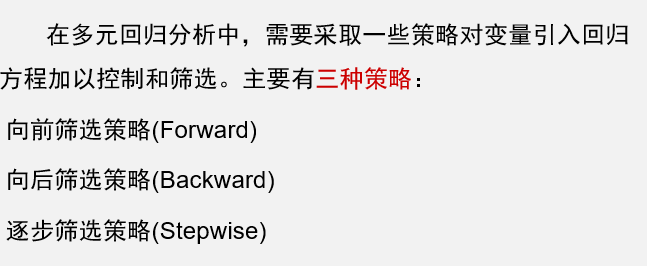 在多元回归分析中，需要采取一些策略对变量引入回归
方程加以控制和筛选。主要有三种策略：
向前筛选策略(Forward)
向后筛选策略(Backward)
逐步筛选策略(Stepwise)